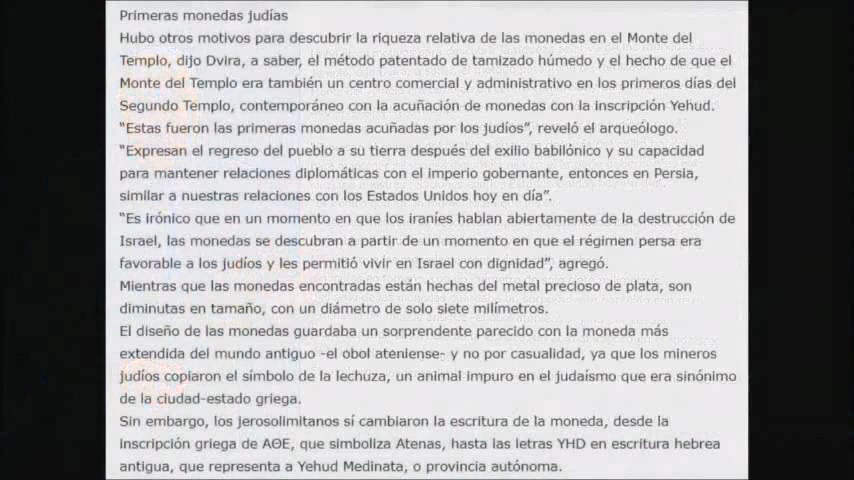 Primeras monedas judías
Hubo otros motivos para descubrir la riqueza relativa de las monedas en el Monte del
Templo, dijo Dvira, a saber, el método patentado de tamizado húmedo y el hecho de que el
Monte del Templo era también un centro comercial y administrativo en los primeros días del
Segundo Templo, contemporáneo con la acuñación de monedas con la inscripción Yehud.
“Estas fueron las primeras monedas acuñadas por los judíos”, reveló el arqueólogo.
“Expresan el regreso del pueblo a su tierra después del exilio babilónico y su capacidad
para mantener relaciones diplomáticas con el imperio gobernante, entonces en Persia,
similar a nuestras relaciones con los Estados Unidos hoy en día”.
“Es irónico que en un momento en que los iraníes hablan abiertamente de la destrucción de
Israel, las monedas se descubran a partir de un momento en que el régimen persa era
favorable a los judíos y les permitió vivir en Israel con dignidad”, agregó.
Mientras que las monedas encontradas están hechas del metal precioso de plata, son
diminutas en tamaño, con un diámetro de solo siete milímetros.
El diseño de las monedas guardaba un sorprendente parecido con la moneda más
extendida del mundo antiguo -el obol ateniense- y no por casualidad, ya que los mineros
judíos copiaron el símbolo de la lechuza, un animal impuro en el judaísmo que era sinónimo
de la ciudad-estado griega.
Sin embargo, los jerosolimitanos sí cambiaron la escritura de la moneda, desde la
inscripción griega de ΑΘΕ, que simboliza Atenas, hasta las letras YHD en escritura hebrea
antigua, que representa a Yehud Medinata, o provincia autónoma.